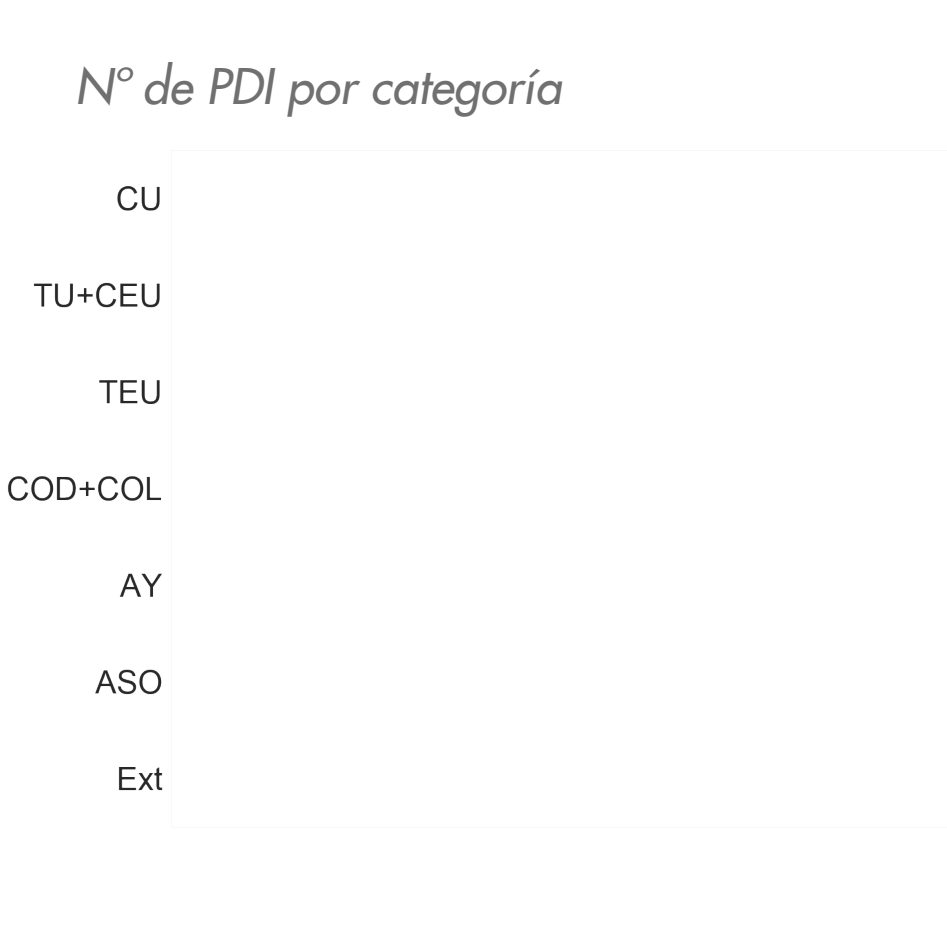 Nº de PDI por categoría
CU
TU+CEU
TEU
COD+COL
AY
ASO
Ext